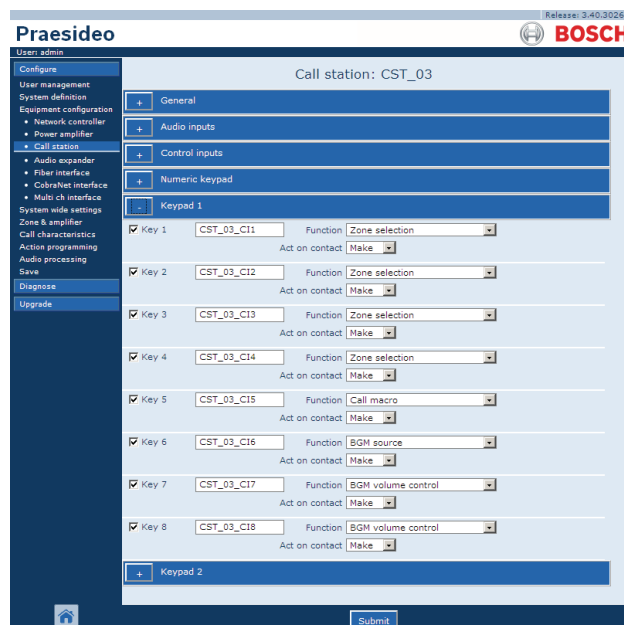 Release: 3.40.3026
Praesideo
BOSCH
User: admin
Configure
User management
System definition
Equipment configuration
• Network controller
• Power amplifier
• Call station
• Audio expander
• Fiber interface
• CobraNet interface
• Multi ch interface
System wide settings
Zone & amplifier
Call characteristics
Action programming
Audio processing
Save
Diagnose
Upgrade
Call station: CST_03
+ General
+ Audio inputs
+ Control inputs
+ Numeric keypad
- Keypad 1
Key 1 CST_03_CI1 Function Zone selection
Act on contact Make
Key 2 CST_03_CI2 Function Zone selection
Act on contact Make
Key 3 CST_03_CI3 Function Zone selection
Act on contact Make
Key 4 CST_03_CI4 Function Zone selection
Act on contact Make
Key 5 CST_03_CI5 Function Call macro
Act on contact Make
Key 6 CST_03_CI6 Function BGM source
Act on contact Make
Key 7 CST_03_CI7 Function BGM volume control
Act on contact Make
Key 8 CST_03_CI8 Function BGM volume control
Act on contact Make
+ Keypad 2
Submit